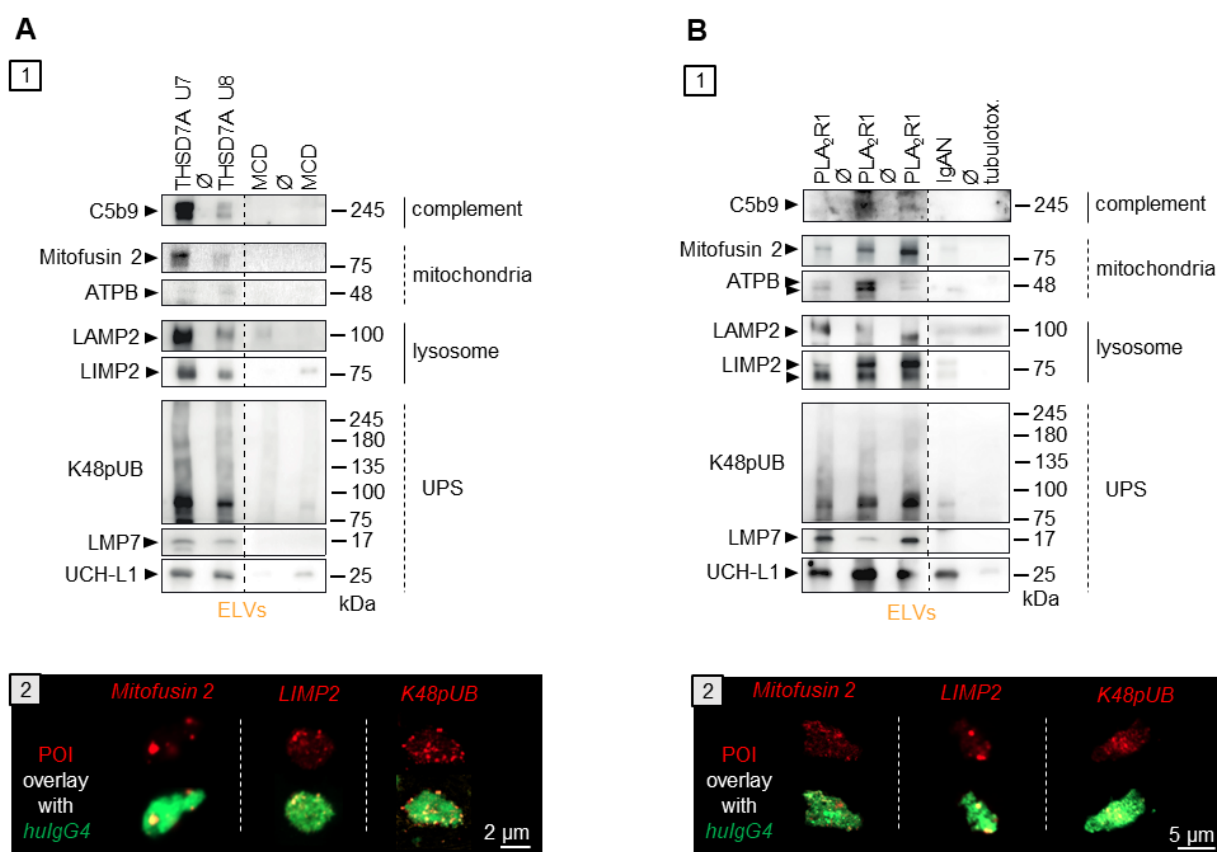 A
1
THSD7A U7
Ø
THSD7A U8
MCD
Ø
MCD
C5b9
245
complement
Mitofusin 2
75
mitochondria
ATPB
48
LAMP2
100
lysosome
LIMP2
75
K48pUB
245
180
135
100
75
UPS
LMP7
17
UCH-L1
25
kDa
ELVs
2
Mitofusin 2
LIMP2
K48pUB
POI
overlay
with
huIgG4
2 µm
B
1
PLA₂R1
Ø
PLA₂R1
Ø
PLA₂R1
IgAN
Ø
tubulotox.
C5b9
245
complement
Mitofusin 2
75
mitochondria
ATPB
48
LAMP2
100
lysosome
LIMP2
75
K48pUB
245
180
135
100
75
UPS
LMP7
17
UCH-L1
25
kDa
ELVs
2
Mitofusin 2
LIMP2
K48pUB
POI
overlay
with
huIgG4
5 µm